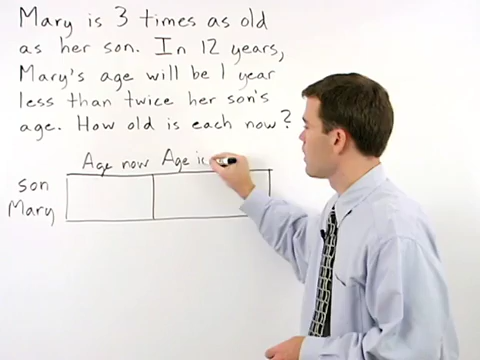 Mary is 3 times as old
as her son. In 12 years,
Mary's age will be 1 year
less than twice her son's
age. How old is each now?
Age now Age i
son
Mary